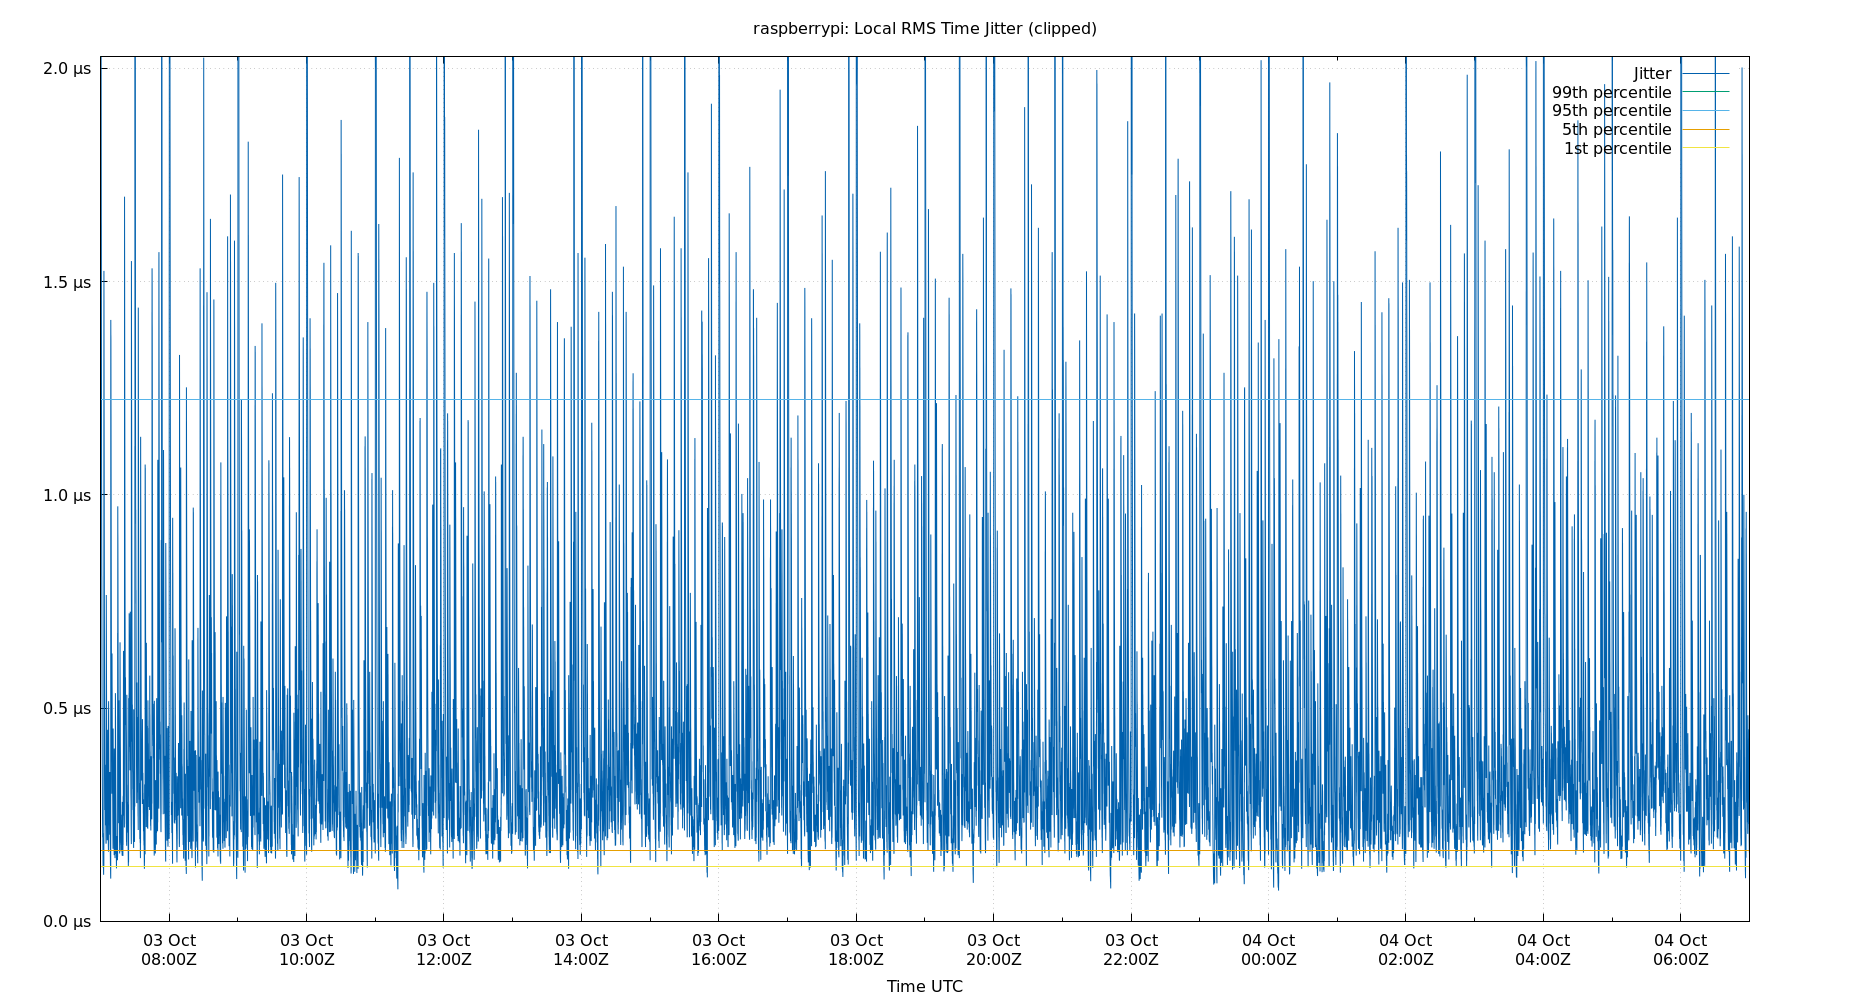 raspberrypi: Local RMS Time Jitter (clipped)
2.0 µs
1.5 µs
1.0 µs
0.5 µs
0.0 µs
Jitter
99th percentile
95th percentile
5th percentile
1st percentile
03 Oct 03 Oct 03 Oct 03 Oct 03 Oct 03 Oct 03 Oct 03 Oct 04 Oct 04 Oct 04 Oct 04 Oct
08:00Z 10:00Z 12:00Z 14:00Z 16:00Z 18:00Z 20:00Z 22:00Z 00:00Z 02:00Z 04:00Z 06:00Z
Time UTC